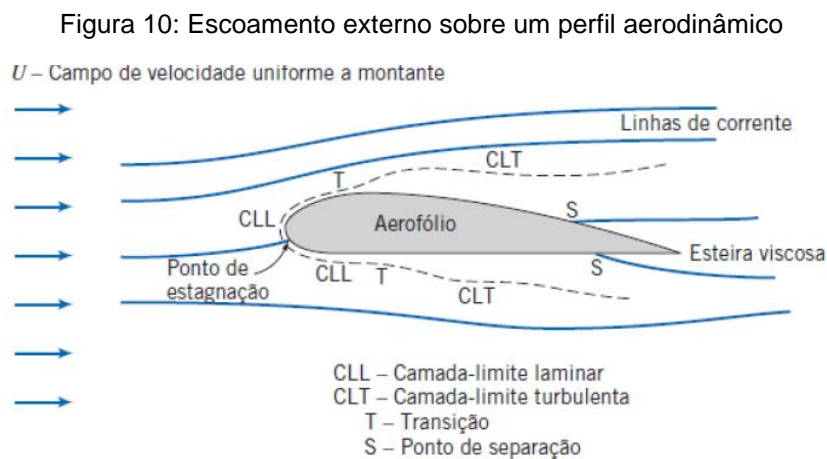 Figura 10: Escoamento externo sobre um perfil aerodinâmico
U – Campo de velocidade uniforme a montante
Linhas de corrente
CLT
T
CLL
Aerofólio
S
Esteira viscosa
S
Ponto de
estagnação
CLL
T
CLT
CLL – Camada-limite laminar
CLT – Camada-limite turbulenta
T – Transição
S – Ponto de separação